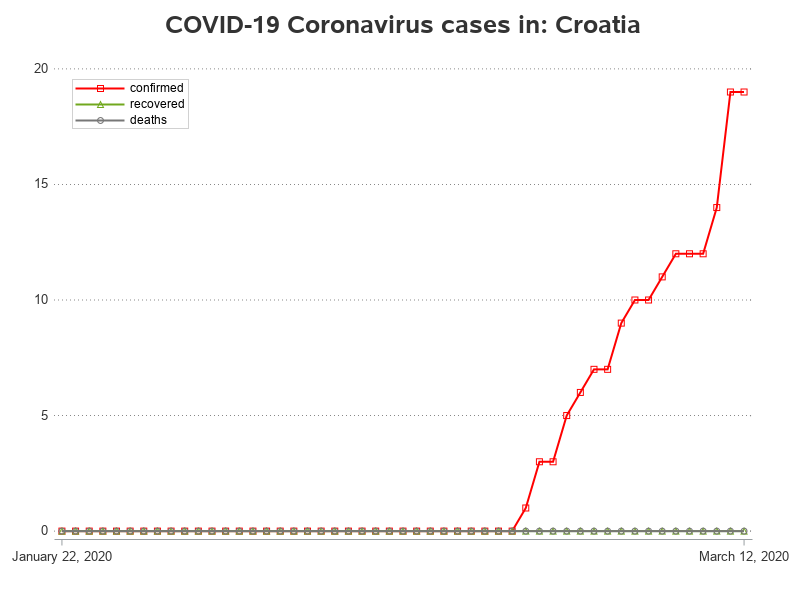 COVID-19 Coronavirus cases in: Croatia
20
confirmed
recovered
deaths
15
10
5
0
January 22, 2020
March 12, 2020